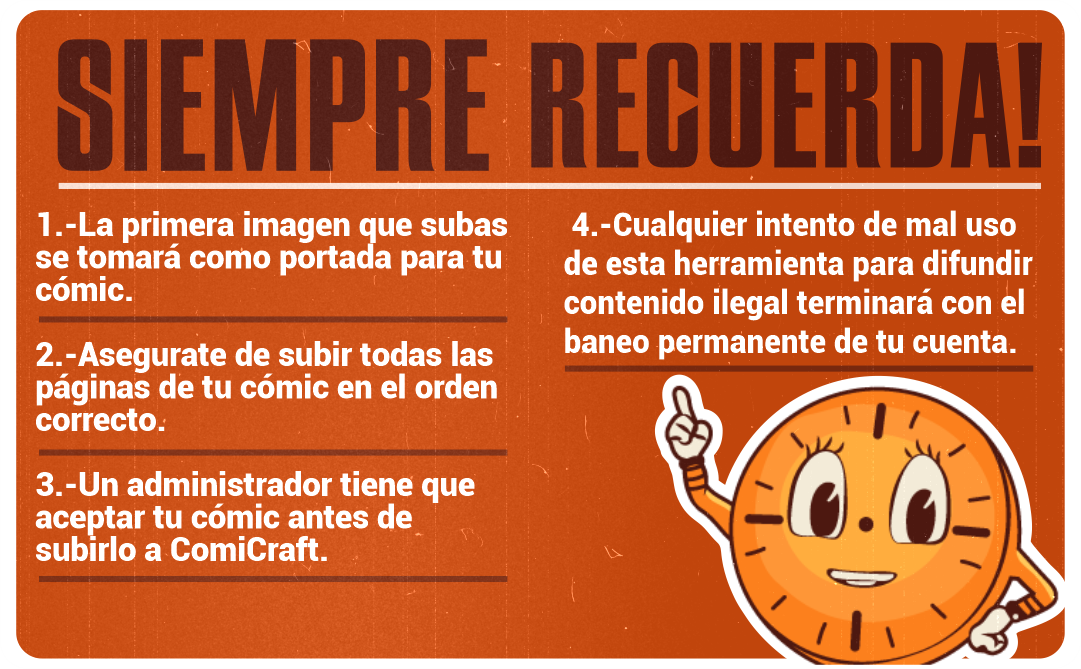 SIEMPRE RECUERDA!
1.-La primera imagen que subas
se tomará como portada para tu
cómic.
2.-Asegurate de subir todas las
páginas de tu cómic en el orden
correcto.
3.-Un administrador tiene que
aceptar tu cómic antes de
subirlo a ComiCraft.
4.-Cualquier intento de mal uso
de esta herramienta para difundir
contenido ilegal terminará con el
baneo permanente de tu cuenta.